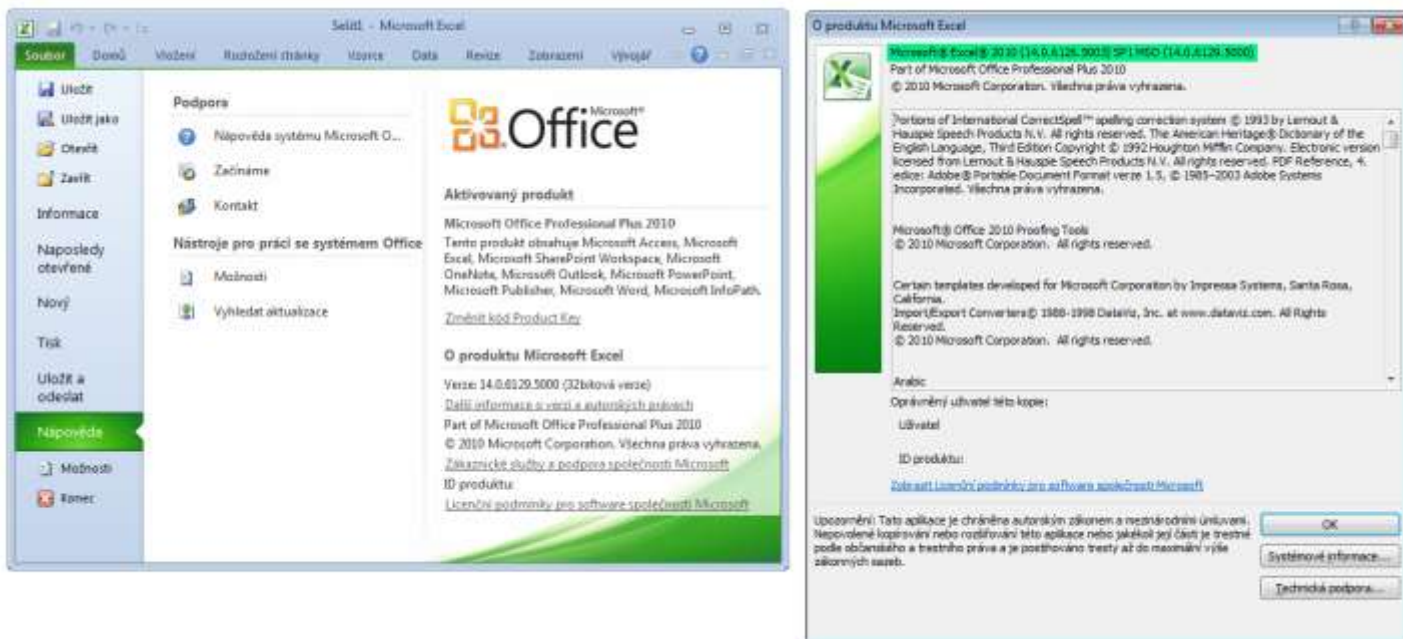 Sešit1 - Microsoft Excel
Soubor Domů Vložení Rozložení stránky Vzorce Data Revize Zobrazení Vývojář
Uložit
Uložit jako
Otevřít
Zavřít
Informace
Naposledy
otevřené
Nový
Tisk
Uložit a
odeslat
Nápověda
Možnosti
Konec
Podpora
Nápověda systému Microsoft O...
Začínáme
Kontakt
Nástroje pro práci se systémem Office
Možnosti
Vyhledat aktualizace
Microsoft®
Office
Aktivovaný produkt
Microsoft Office Professional Plus 2010
Tento produkt obsahuje Microsoft Access, Microsoft
Excel, Microsoft SharePoint Workspace, Microsoft
OneNote, Microsoft Outlook, Microsoft PowerPoint,
Microsoft Publisher, Microsoft Word, Microsoft InfoPath.
Změnit kód Product Key
O produktu Microsoft Excel
Verze: 14.0.6129.5000 (32bitová verze)
Další informace o verzi a autorských právech
Part of Microsoft Office Professional Plus 2010
© 2010 Microsoft Corporation. Všechna práva vyhrazena.
Zákaznické služby a podpora společnosti Microsoft
ID produktu:
Licenční podmínky pro software společnosti Microsoft
O produktu Microsoft Excel
Microsoft® Excel® 2010 (14.0.6126.5003) SP1 MSO (14.0.6129.5000)
Part of Microsoft Office Professional Plus 2010
© 2010 Microsoft Corporation. Všechna práva vyhrazena.
Portions of International CorrectSpell™ spelling correction system © 1993 by Lernout &
Hauspie Speech Products N.V. All rights reserved. The American Heritage® Dictionary of the
English Language, Third Edition Copyright © 1992 Houghton Mifflin Company. Electronic version
licensed from Lernout & Hauspie Speech Products N.V. All rights reserved. PDF Reference, 4.
edice: Adobe® Portable Document Format verze 1.5, © 1985–2003 Adobe Systems
Incorporated. Všechna práva vyhrazena.
Microsoft® Office 2010 Proofing Tools
© 2010 Microsoft Corporation. All rights reserved.
Certain templates developed for Microsoft Corporation by Impressa Systems, Santa Rosa,
California.
Import/Export Converters© 1988-1998 DataViz, Inc. at www.dataviz.com. All Rights
Reserved.
© 2010 Microsoft Corporation. All rights reserved.
Arabic
Oprávněný uživatel této kopie:
Uživatel
ID produktu:
Zobrazit Licenční podmínky pro software společnosti Microsoft
Upozornění: Tato aplikace je chráněna autorským zákonem a mezinárodními úmluvami.
Nepovolené kopírování nebo rozšiřování této aplikace nebo jakékoli její části je trestné
podle občanského a trestního práva a je postihováno tresty až do maximální výše
zákonných sazeb.
OK
Systémové informace...
Technická podpora...